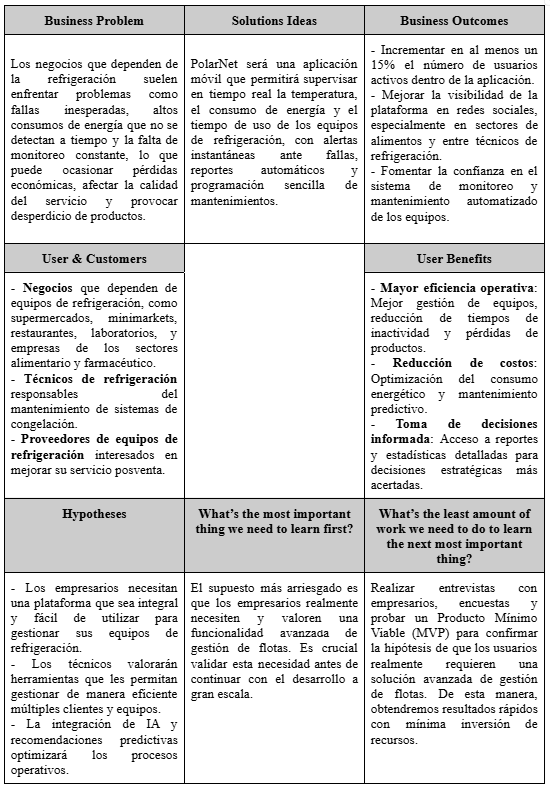 Business Problem
Solutions Ideas
Business Outcomes
Los negocios que dependen de
la refrigeración suelen
enfrentar problemas como
fallas inesperadas, altos
consumos de energía que no se
detectan a tiempo y la falta de
monitoreo constante, lo que
puede ocasionar pérdidas
económicas, afectar la calidad
del servicio y provocar
desperdicio de productos.
PolarNet será una aplicación
móvil que permitirá supervisar
en tiempo real la temperatura,
el consumo de energía y el
tiempo de uso de los equipos
de refrigeración, con alertas
instantáneas ante fallas,
reportes automáticos y
programación sencilla de
mantenimientos.
- Incrementar en al menos un
15% el número de usuarios
activos dentro de la aplicación.
- Mejorar la visibilidad de la
plataforma en redes sociales,
especialmente en sectores de
alimentos y entre técnicos de
refrigeración.
- Fomentar la confianza en el
sistema de monitoreo y
mantenimiento automatizado
de los equipos.
User & Customers
User Benefits
- Negocios que dependen de
equipos de refrigeración, como
supermercados, minimarkets,
restaurantes, laboratorios, y
empresas de los sectores
alimentario y farmacéutico.
- Técnicos de refrigeración
responsables del
mantenimiento de sistemas de
congelación.
- Proveedores de equipos de
refrigeración interesados en
mejorar su servicio posventa.
- Mayor eficiencia operativa:
Mejor gestión de equipos,
reducción de tiempos de
inactividad y pérdidas de
productos.
- Reducción de costos:
Optimización del consumo
energético y mantenimiento
predictivo.
- Toma de decisiones
informada: Acceso a reportes
y estadísticas detalladas para
decisiones estratégicas más
acertadas.
Hypotheses
What's the most important
thing we need to learn first?
What's the least amount of
work we need to do to learn
the next most important
thing?
- Los empresarios necesitan
una plataforma que sea integral
y fácil de utilizar para
gestionar sus equipos de
refrigeración.
- Los técnicos valorarán
herramientas que les permitan
gestionar de manera eficiente
múltiples clientes y equipos.
- La integración de IA y
recomendaciones predictivas
optimizará los procesos
operativos.
El supuesto más arriesgado es
que los empresarios realmente
necesiten y valoren una
funcionalidad avanzada de
gestión de flotas. Es crucial
validar esta necesidad antes de
continuar con el desarrollo a
gran escala.
Realizar entrevistas con
empresarios, encuestas y
probar un Producto Mínimo
Viable (MVP) para confirmar
la hipótesis de que los usuarios
realmente requieren una
solución avanzada de gestión
de flotas. De esta manera,
obtendremos resultados rápidos
con mínima inversión de
recursos.